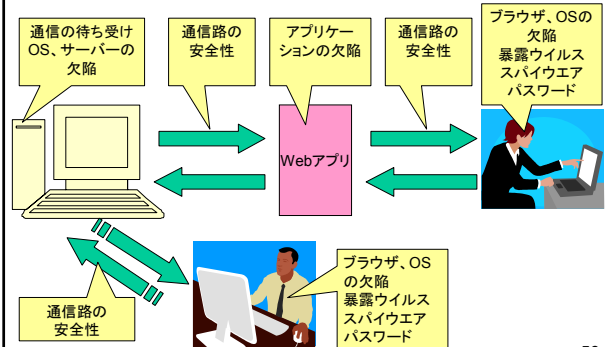 通信の待ち受け
OS、サーバーの
欠陥
通信路の
安全性
アプリケー
ションの欠陥
通信路の
安全性
ブラウザ、OSの
欠陥
暴露ウイルス
スパイウエア
パスワード
Webアプリ
通信路の
安全性
ブラウザ、OS
の欠陥
暴露ウイルス
スパイウエア
パスワード